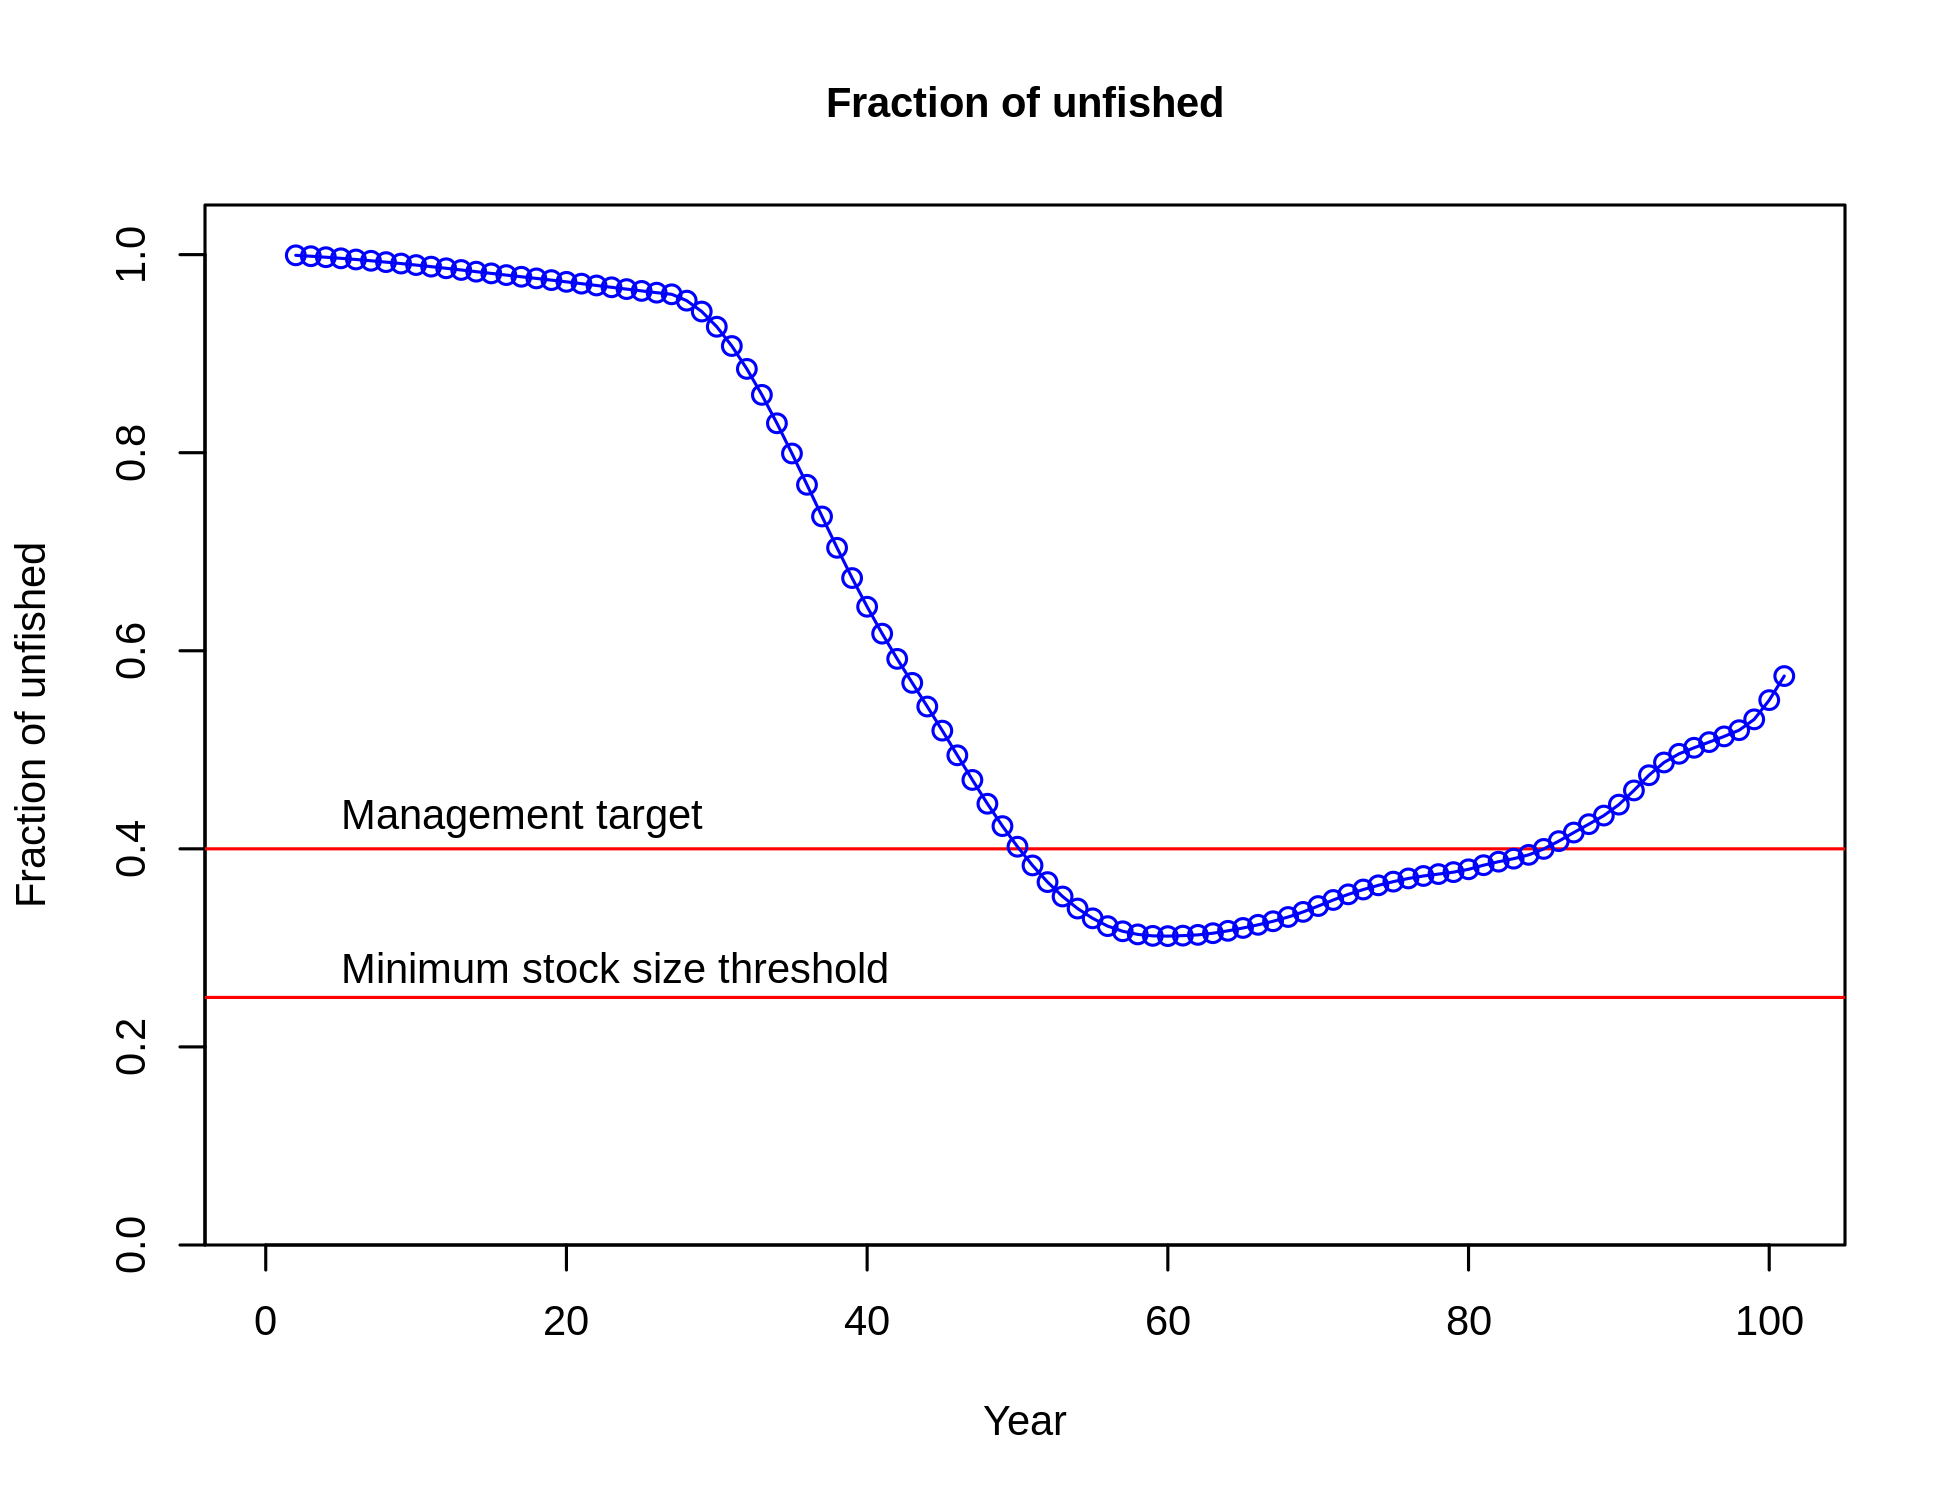 Fraction of unfished
Fraction of unfished
1.0
0.8
0.6
0.4
0.2
0.0
Management target
Minimum stock size threshold
0 20 40 60 80 100
Year